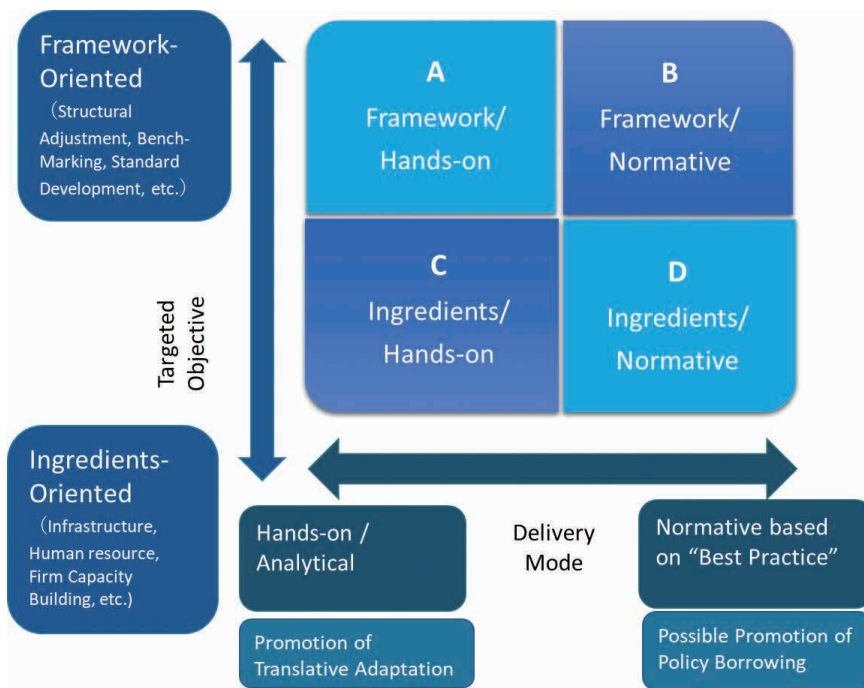 Framework-
Oriented
（Structural
Adjustment, Bench-
Marking, Standard
Development, etc.）
A
Framework/
Hands-on
B
Framework/
Normative
C
Ingredients/
Hands-on
D
Ingredients/
Normative
Targeted
Objective
Ingredients-
Oriented
（Infrastructure,
Human resource,
Firm Capacity
Building, etc.)
Hands-on /
Analytical
Delivery
Mode
Normative based
on “Best Practice”
Promotion of
Translative Adaptation
Possible Promotion of
Policy Borrowing